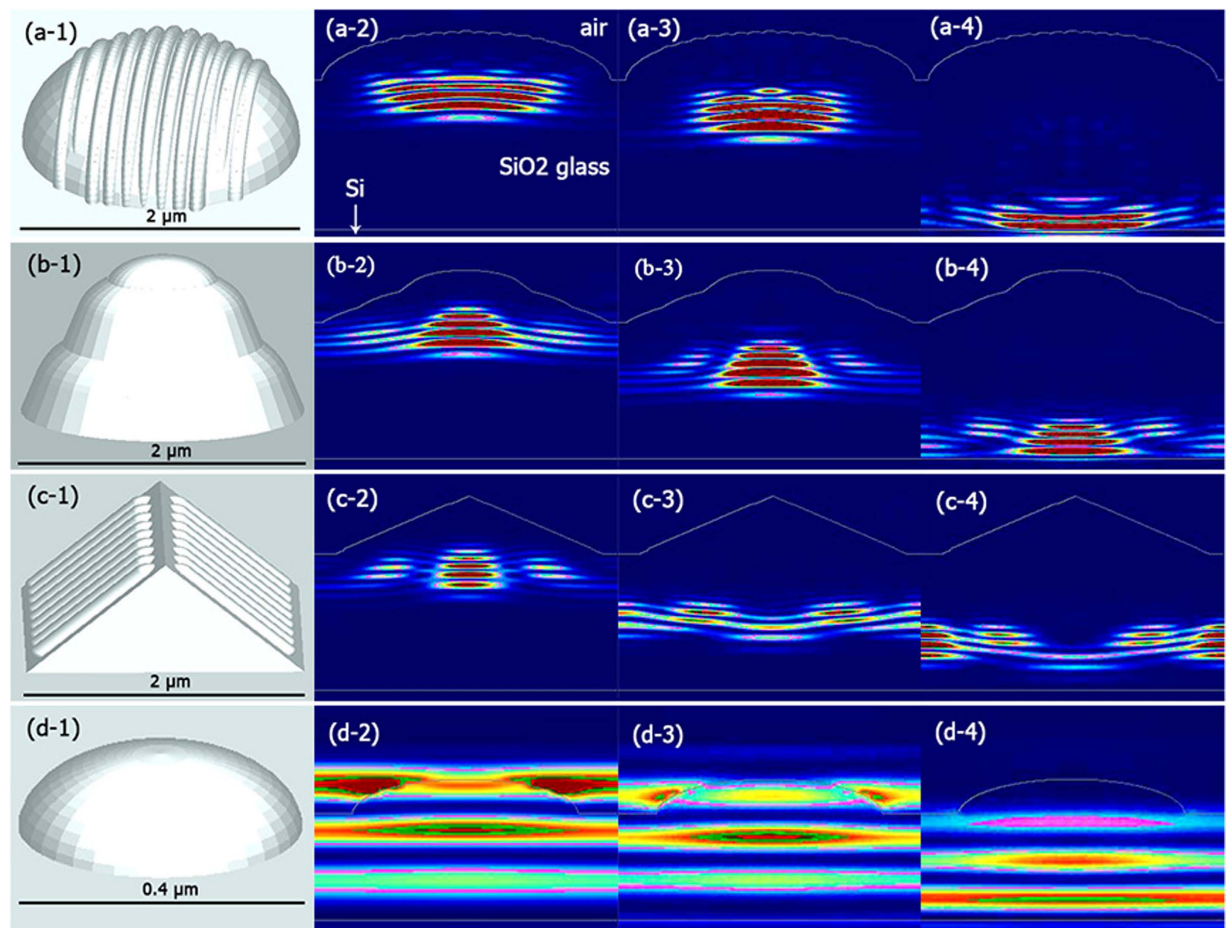 (a-1)
2 µm
(a-2)
air
SiO2 glass
Si
(a-3)
(a-4)
(b-1)
2 µm
(b-2)
(b-3)
(b-4)
(c-1)
2 µm
(c-2)
(c-3)
(c-4)
(d-1)
0.4 µm
(d-2)
(d-3)
(d-4)